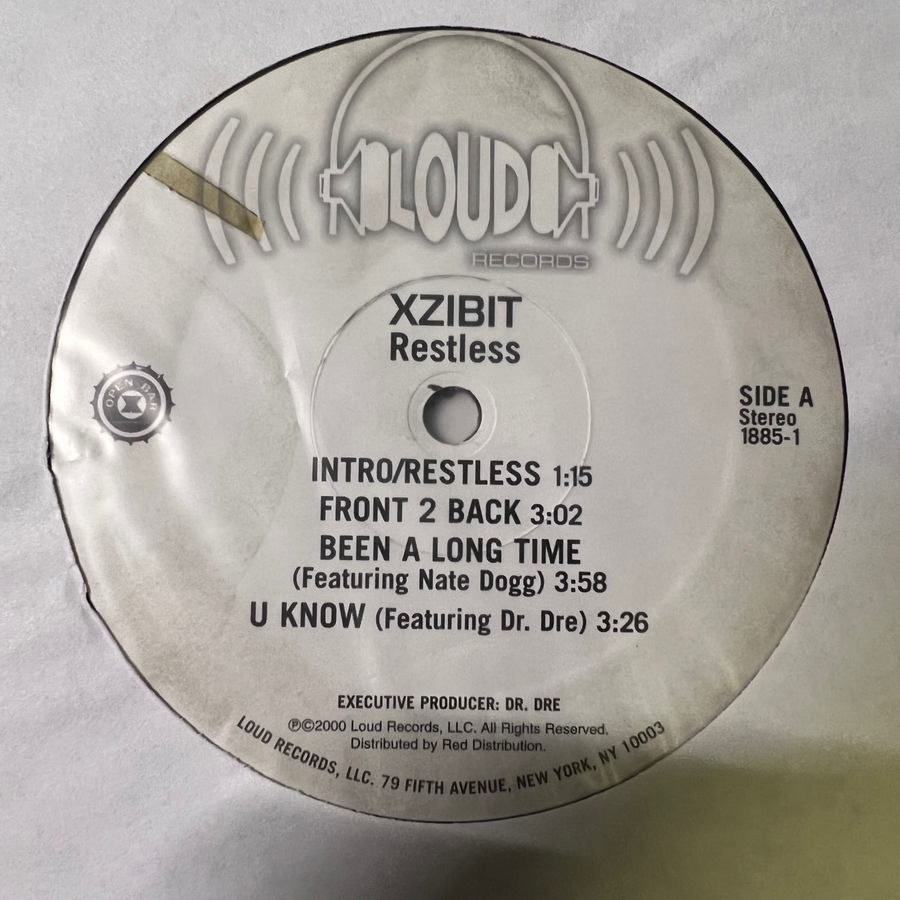 LOUD
RECORDS
XZIBIT
Restless
OPEN BAR
SIDE A
Stereo
1885-1
INTRO/RESTLESS 1:15
FRONT 2 BACK 3:02
BEEN A LONG TIME
(Featuring Nate Dogg) 3:58
U KNOW (Featuring Dr. Dre) 3:26
EXECUTIVE PRODUCER: DR. DRE
℗©2000 Loud Records, LLC. All Rights Reserved.
Distributed by Red Distribution.
LOUD RECORDS, LLC. 79 FIFTH AVENUE, NEW YORK, NY 10003